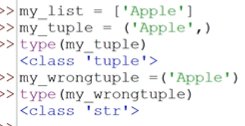 >> my_list = ['Apple']
>> my_tuple = ('Apple',)
>> type(my_tuple)
<class 'tuple'>
>> my_wrongtuple =('Apple')
>> type(my_wrongtuple)
<class 'str'>